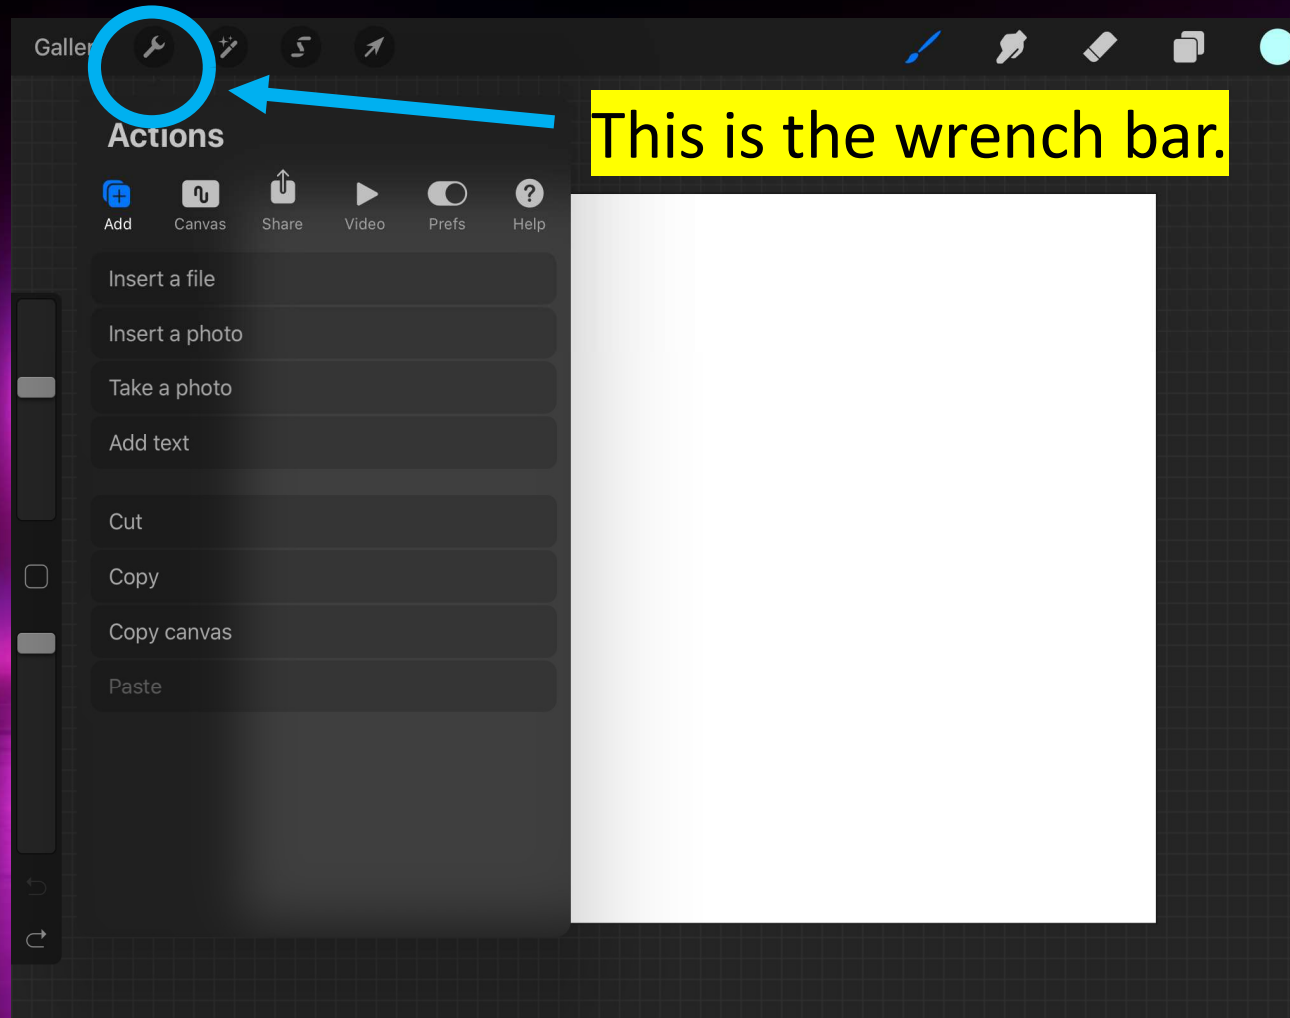 Galler
This is the wrench bar.
Actions
Add Canvas Share Video Prefs Help
Insert a file
Insert a photo
Take a photo
Add text
Cut
Copy
Copy canvas
Paste